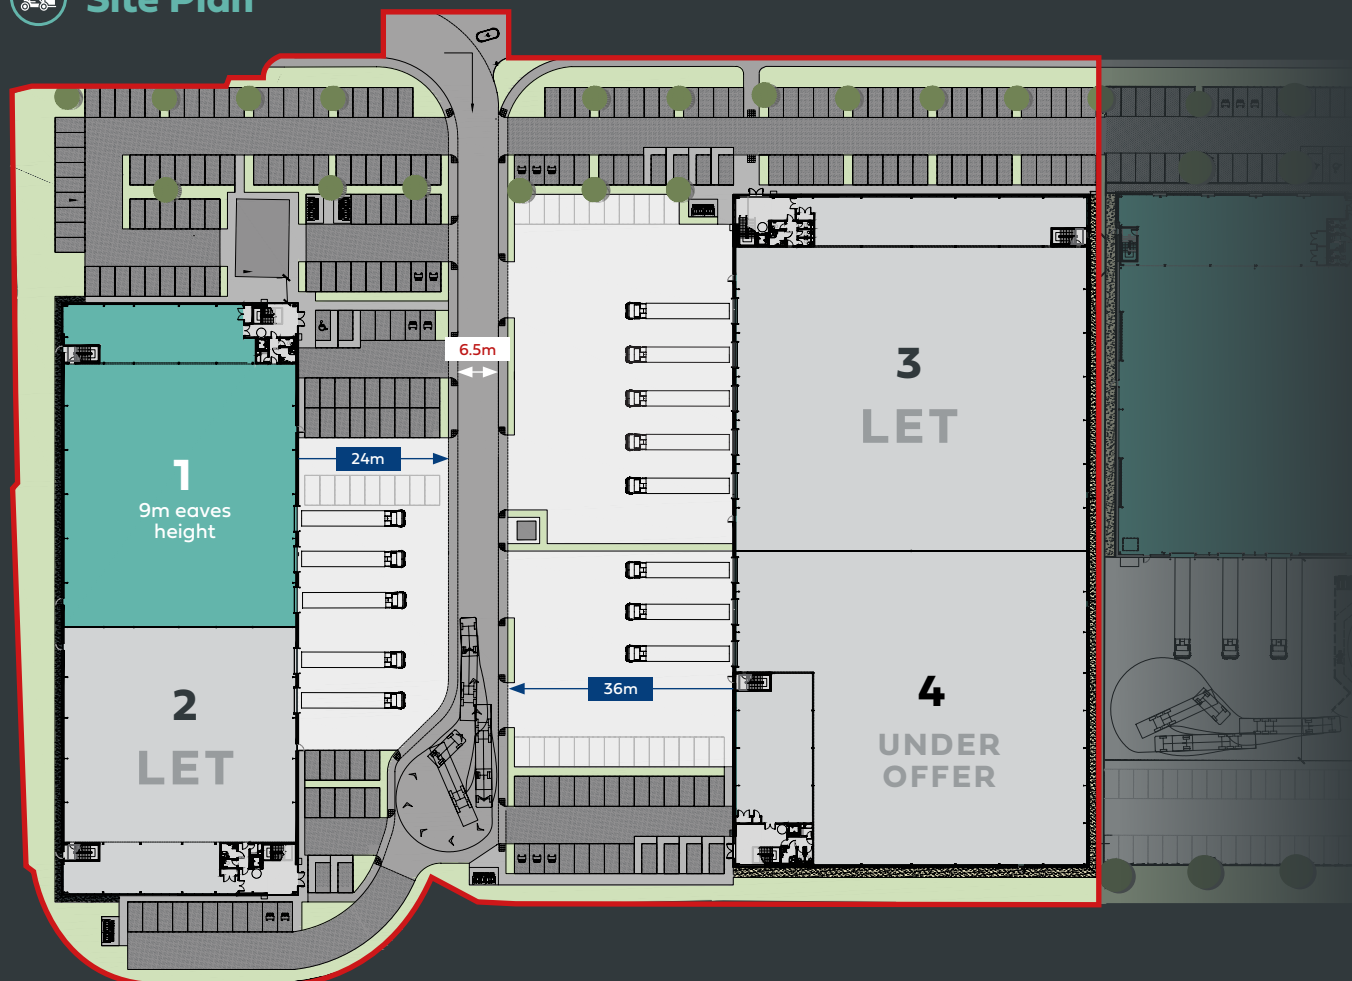 Site Plan
6.5m
3
LET
24m
1
9m eaves
height
36m
4
2
UNDER
OFFER
LET